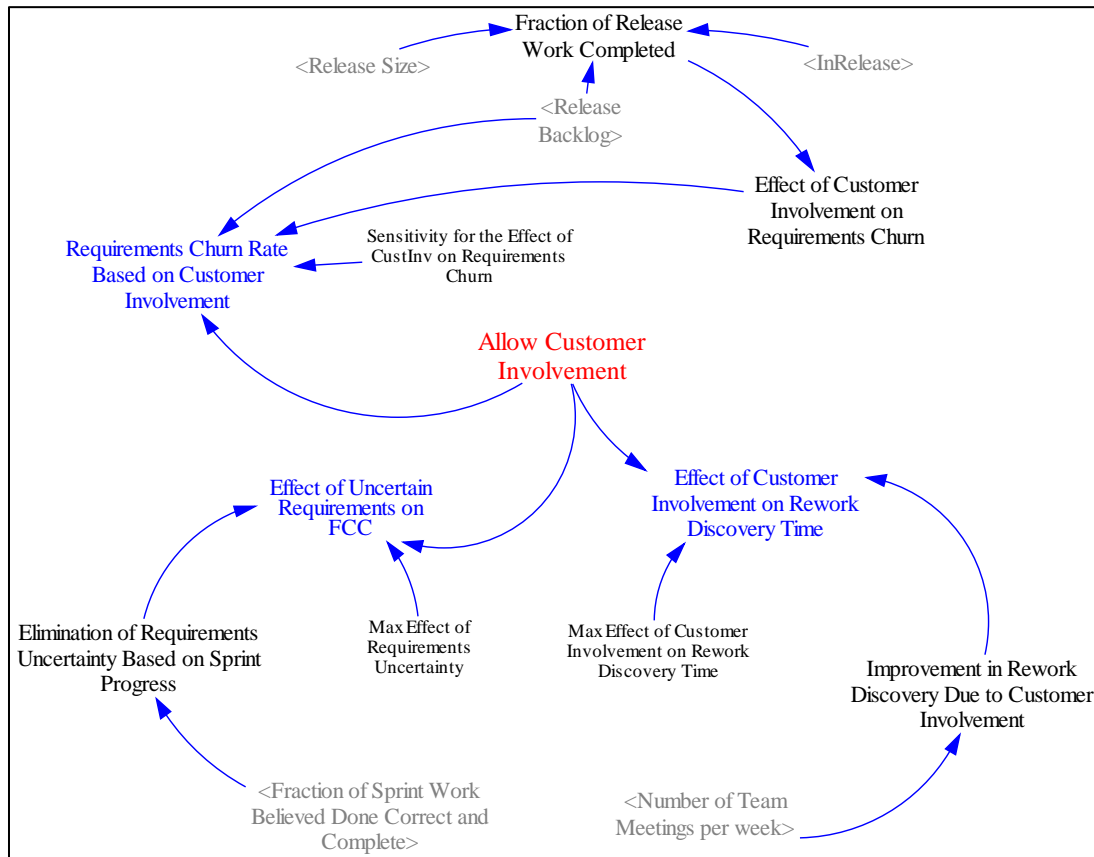 Fraction of Release
Work Completed
<Release Size>
<InRelease>
<Release
Backlog>
Effect of Customer
Involvement on
Requirements Churn
Requirements Churn Rate
Based on Customer
Involvement
Sensitivity for the Effect of
CustInv on Requirements
Churn
Allow Customer
Involvement
Effect of Uncertain
Requirements on
FCC
Effect of Customer
Involvement on Rework
Discovery Time
Elimination of Requirements
Uncertainty Based on Sprint
Progress
Max Effect of
Requirements
Uncertainty
Max Effect of Customer
Involvement on Rework
Discovery Time
Improvement in Rework
Discovery Due to Customer
Involvement
<Fraction of Sprint Work
Believed Done Correct and
Complete>
<Number of Team
Meetings per week>